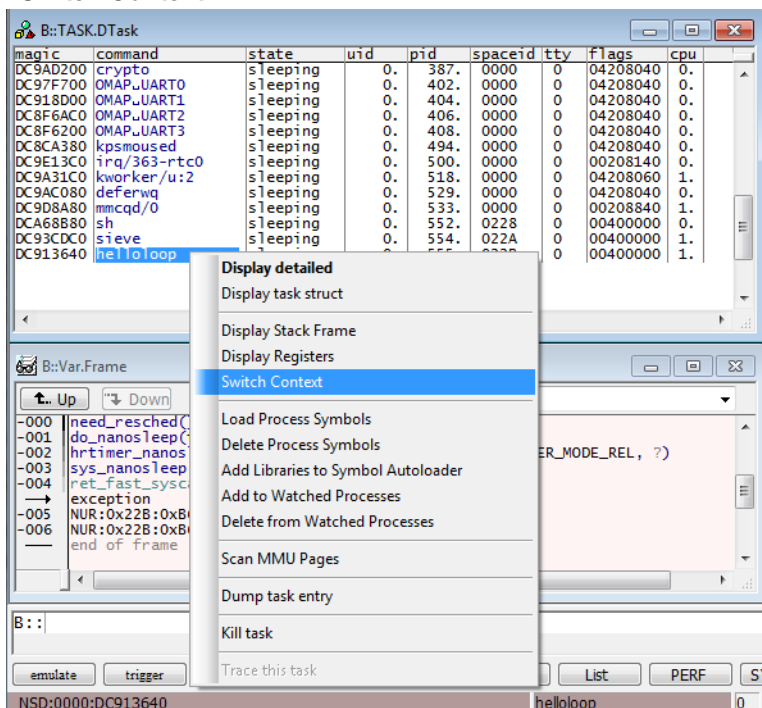 B::TASK.DTask
magic command state uid pid spaceid tty flags cpu
DC9AD200 crypto sleeping 0. 387. 0000 0 04208040 0.
DC97F700 OMAP␣UART0 sleeping 0. 402. 0000 0 04208040 0.
DC918D00 OMAP␣UART1 sleeping 0. 404. 0000 0 04208040 0.
DC8F6AC0 OMAP␣UART2 sleeping 0. 406. 0000 0 04208040 0.
DC8F6200 OMAP␣UART3 sleeping 0. 408. 0000 0 04208040 0.
DC8CA380 kpsmoused sleeping 0. 494. 0000 0 04208040 0.
DC9E13C0 irq/363-rtc0 sleeping 0. 500. 0000 0 00208140 0.
DC9A31C0 kworker/u:2 sleeping 0. 518. 0000 0 04208060 1.
DC9AC080 deferwq sleeping 0. 529. 0000 0 04208040 0.
DC9D8A80 mmcqd/0 sleeping 0. 533. 0000 0 00208840 1.
DCA68B80 sh sleeping 0. 552. 0228 0 00400000 0.
DC93CDC0 sieve sleeping 0. 554. 022A 0 00400000 1.
DC913640 helloloop 0 00400000 1.
Display detailed
Display task struct
Display Stack Frame
Display Registers
Switch Context
Load Process Symbols
Delete Process Symbols
Add Libraries to Symbol Autoloader
Add to Watched Processes
Delete from Watched Processes
Scan MMU Pages
Dump task entry
Kill task
Trace this task
B::Var.Frame
Up Down
-000 need_resched(
-001 do_nanosleep(
-002 hrtimer_nanos ER_MODE_REL, ?)
-003 sys_nanosleep
-004 ret_fast_sysc
exception
-005 NUR:0x22B:0xB
-006 NUR:0x22B:0xB
end of frame
B::
emulate trigger List PERF
NSD:0000:DC913640 helloloop 0